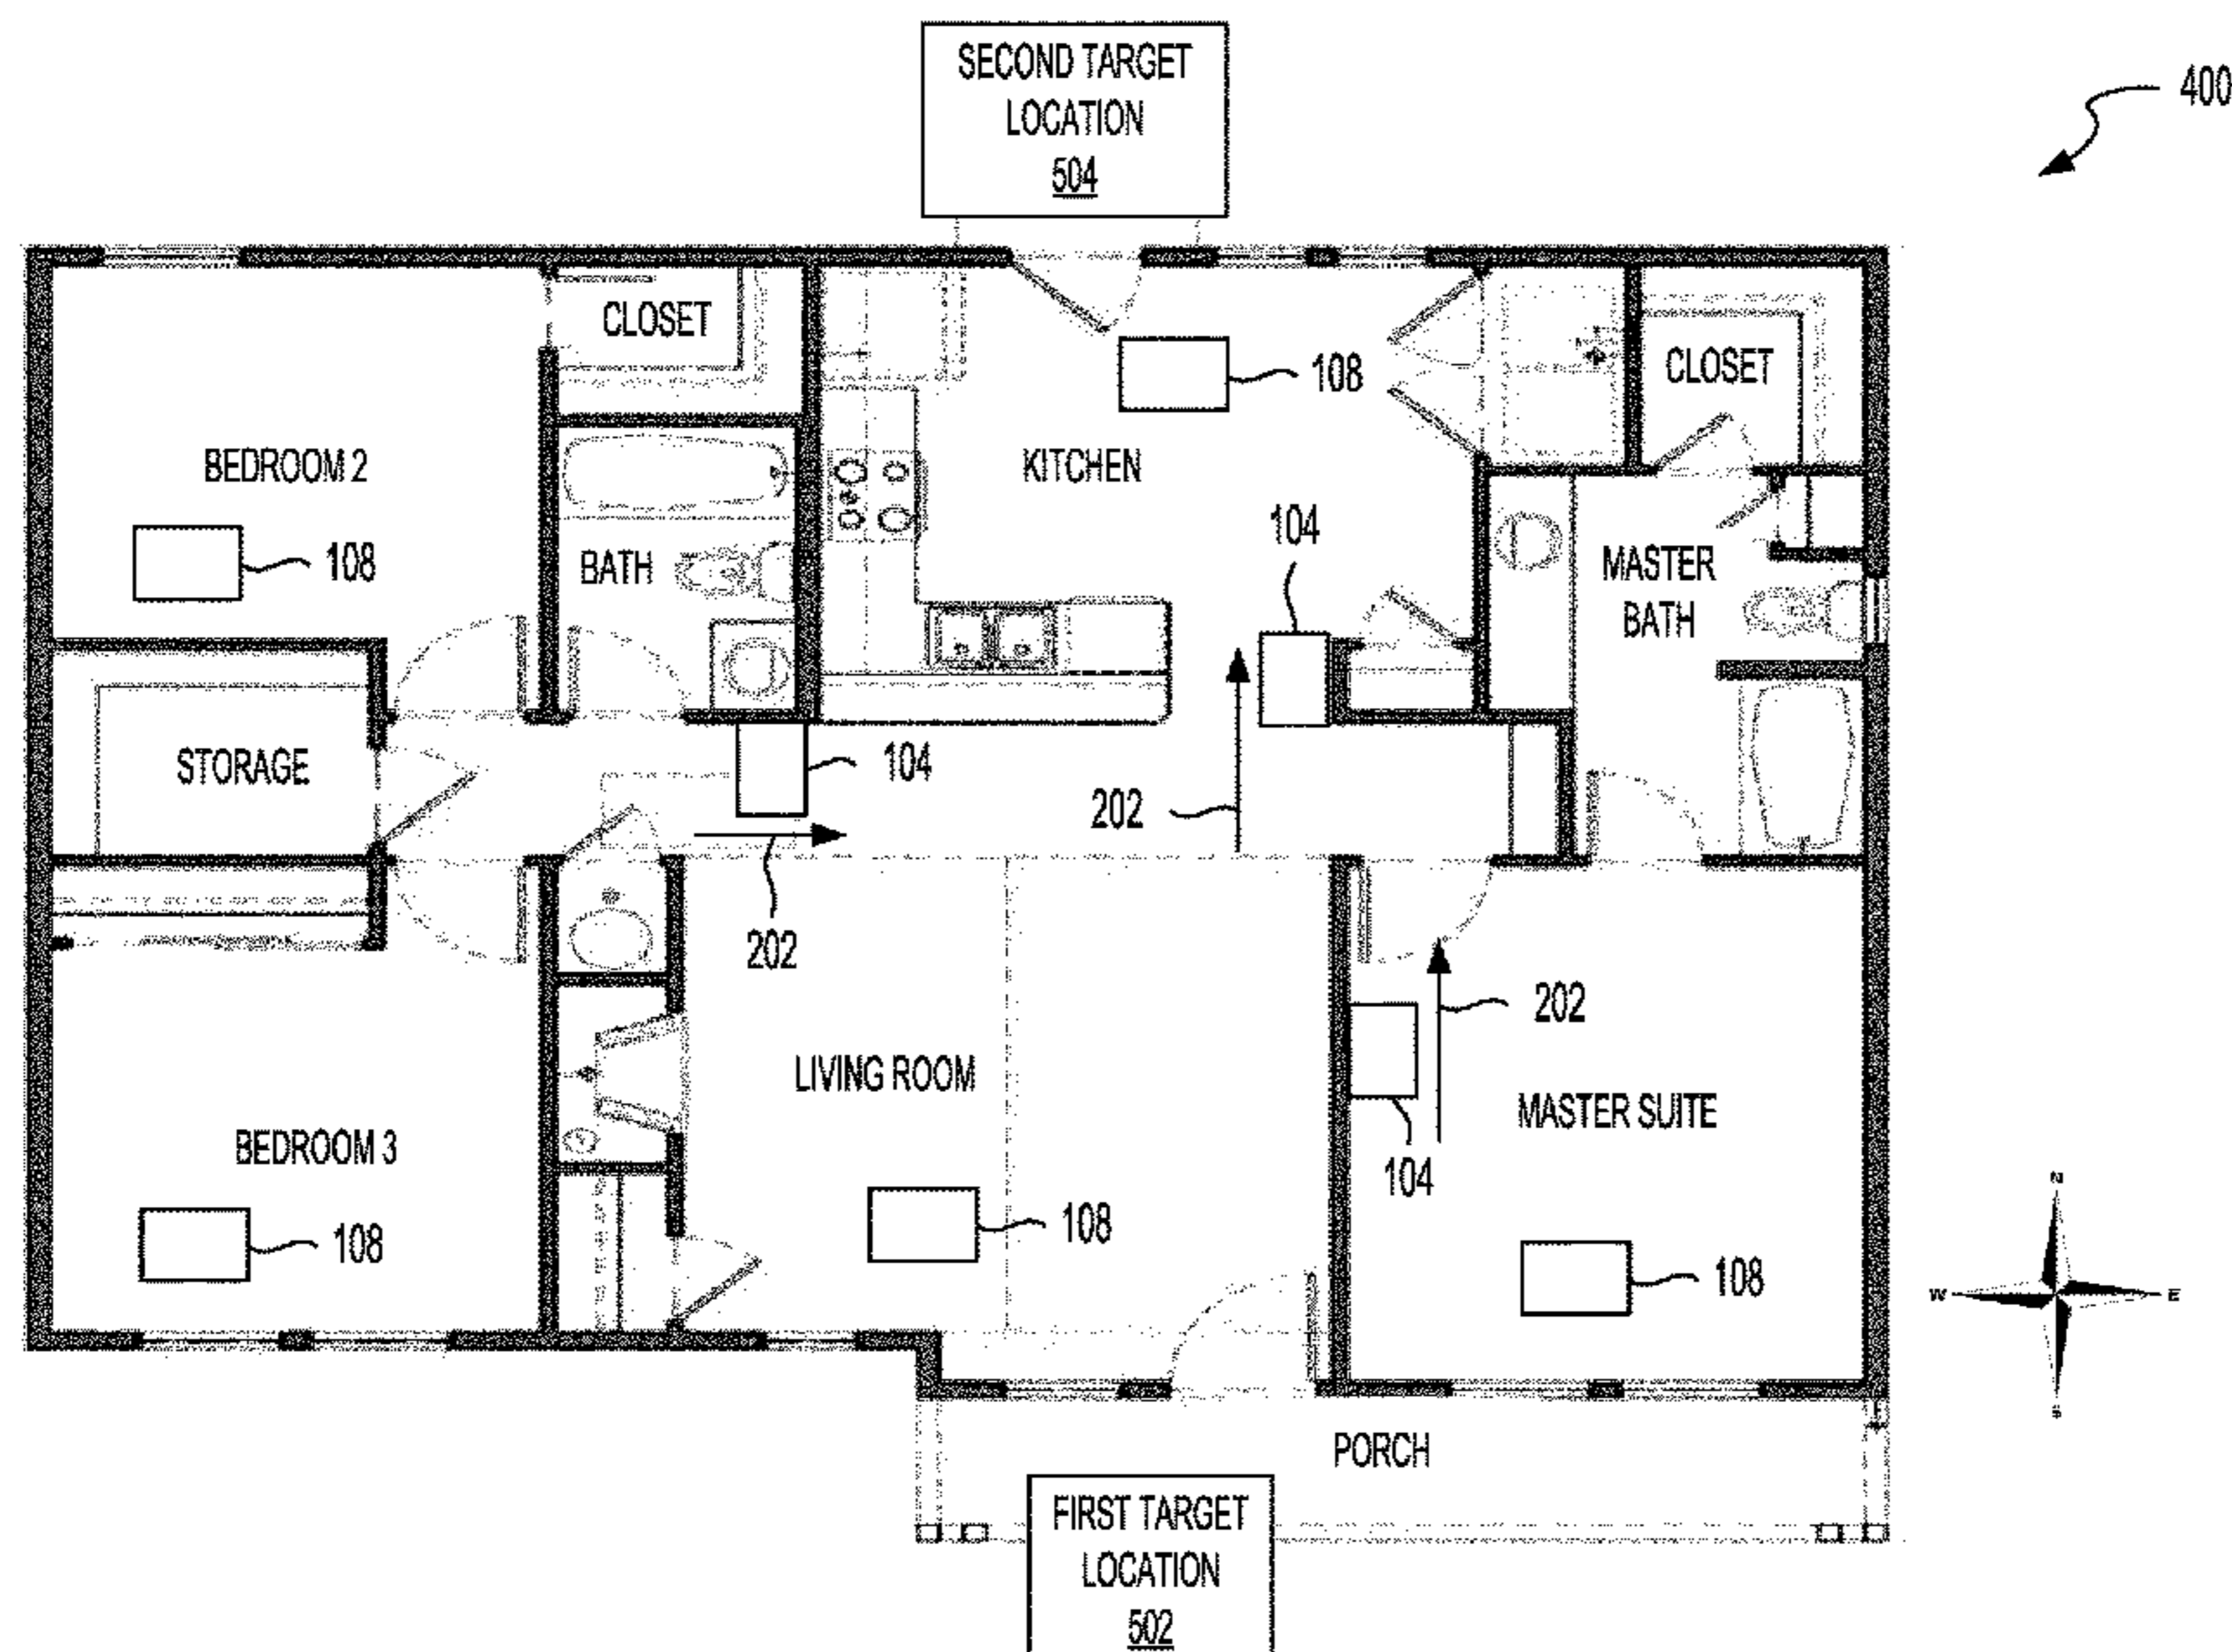 SECOND TARGET
LOCATION
504
400
CLOSET
108
CLOSET
BEDROOM 2
KITCHEN
104
108
BATH
MASTER
BATH
STORAGE
104
202
202
202
LIVING ROOM
MASTER SUITE
104
BEDROOM 3
N
108
108
108
W
E
S
PORCH
FIRST TARGET
LOCATION
502